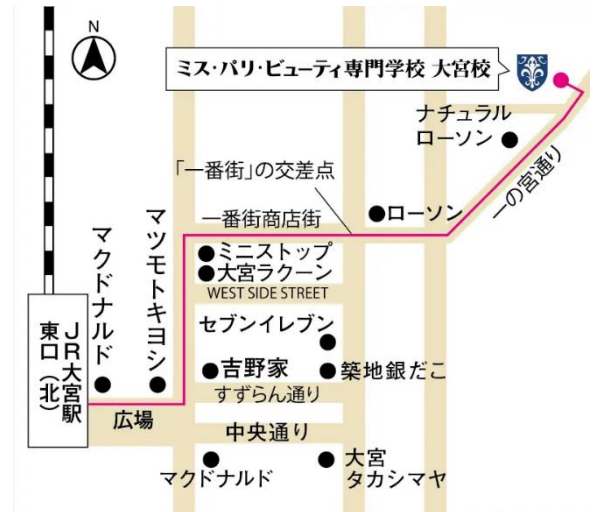 N
ミス・パリ・ビューティ専門学校 大宮校
ナチュラル
ローソン
「一番街」の交差点
一の宮通り
ローソン
一番街商店街
マツモトキヨシ
マクドナルド
ミニストップ
大宮ラクーン
WEST SIDE STREET
セブンイレブン
JR大宮駅
東口（北）
吉野家
築地銀だこ
すずらん通り
広場
中央通り
マクドナルド
大宮
タカシマヤ